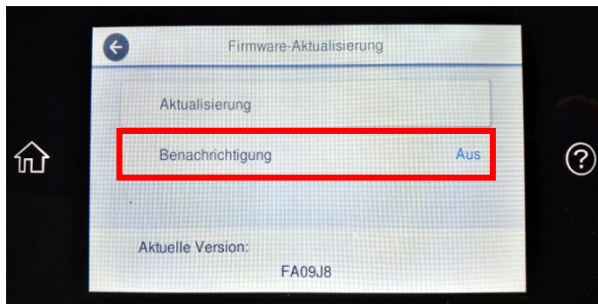 Firmware-Aktualisierung
Aktualisierung
Benachrichtigung Aus
Aktuelle Version:
FA09J8